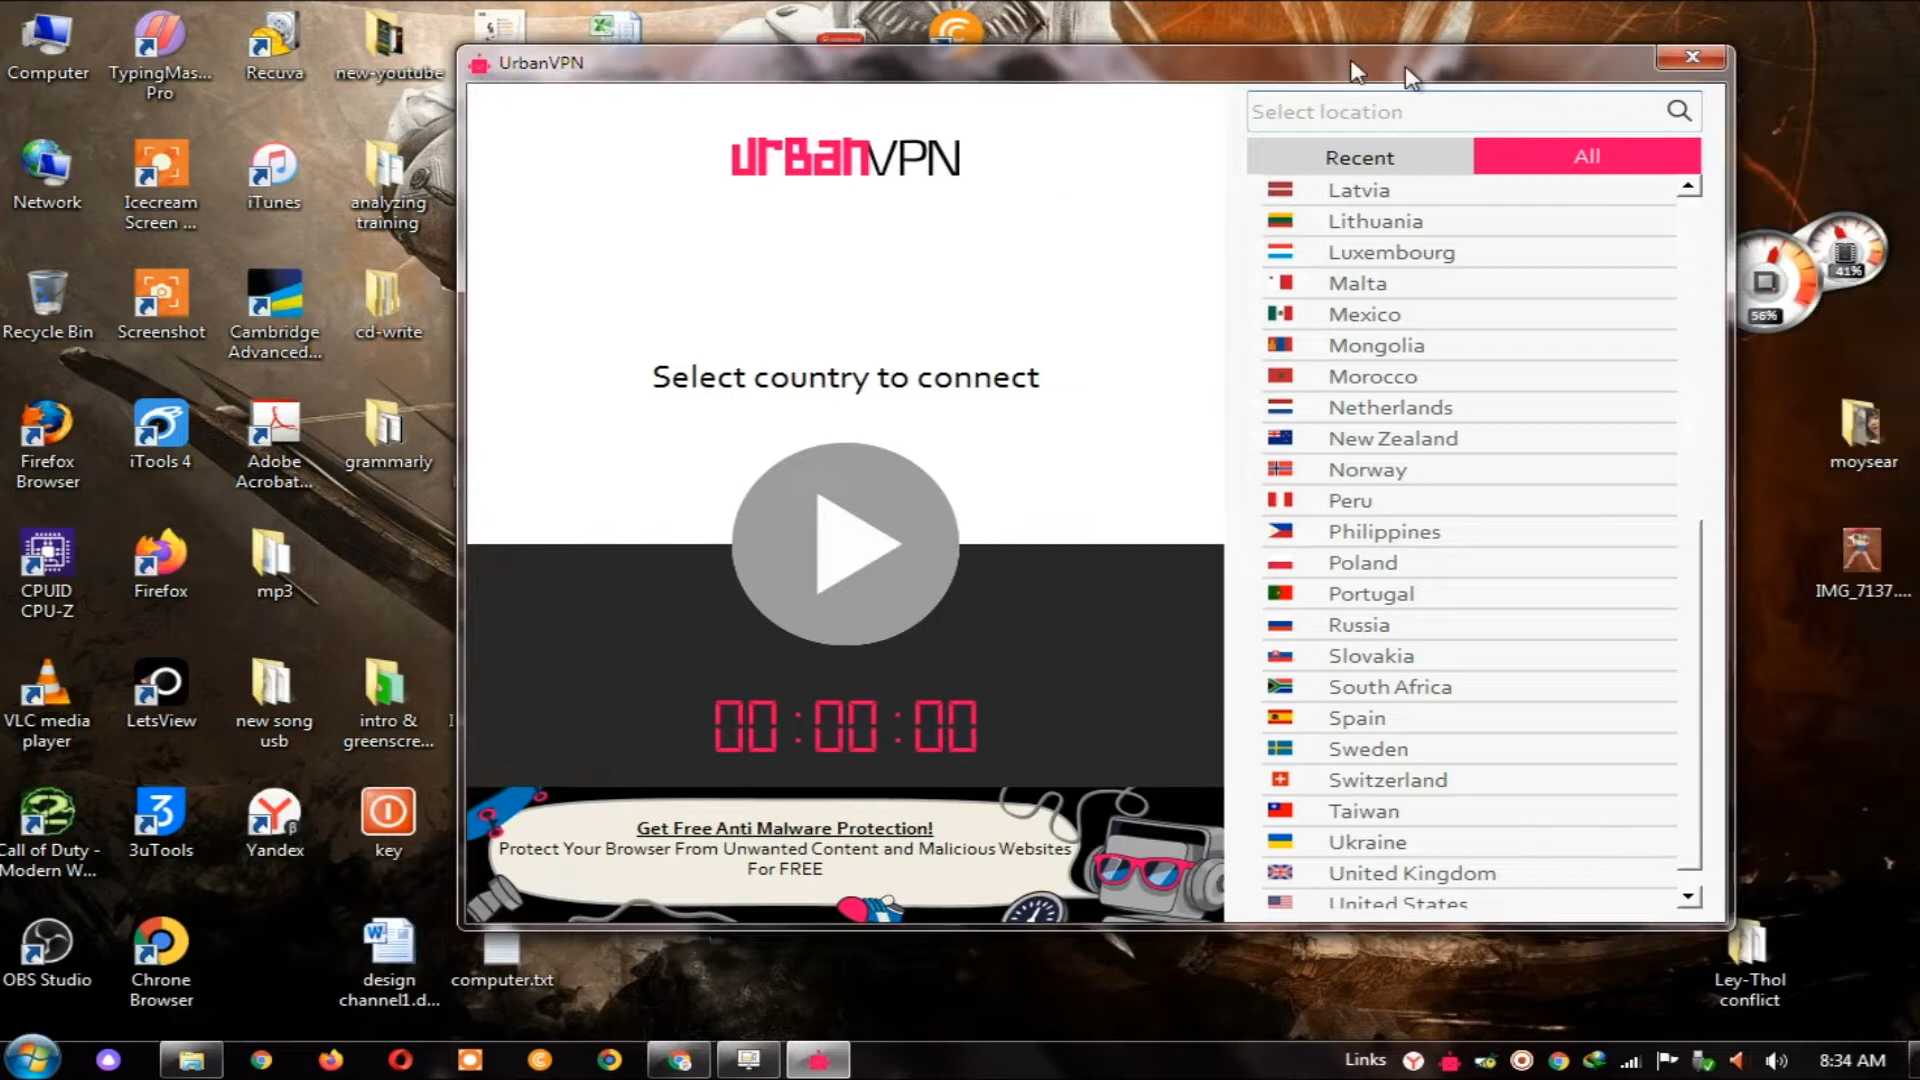 Computer
TypingMas...
Pro
Recuva
new-youtube
Network
Icecream
Screen ...
iTunes
analyzing
training
Recycle Bin
Screenshot
Cambridge
Advanced...
cd-write
Firefox
Browser
iTools 4
Adobe
Acrobat...
grammarly
CPUID
CPU-Z
Firefox
mp3
VLC media
player
LetsView
new song
usb
intro &
greenscre...
Call of Duty -
Modern W...
3uTools
Yandex
key
OBS Studio
Chrome
Browser
design
channel1.d...
computer.txt
UrbanVPN
urbanVPN
Select country to connect
00:00:00
Get Free Anti Malware Protection!
Protect Your Browser From Unwanted Content and Malicious Websites
For FREE
Select location
Recent
All
Latvia
Lithuania
Luxembourg
Malta
Mexico
Mongolia
Morocco
Netherlands
New Zealand
Norway
Peru
Philippines
Poland
Portugal
Russia
Slovakia
South Africa
Spain
Sweden
Switzerland
Taiwan
Ukraine
United Kingdom
United States
41%
56%
moysear
IMG_7137....
Ley-Thol
conflict
Links
8:34 AM